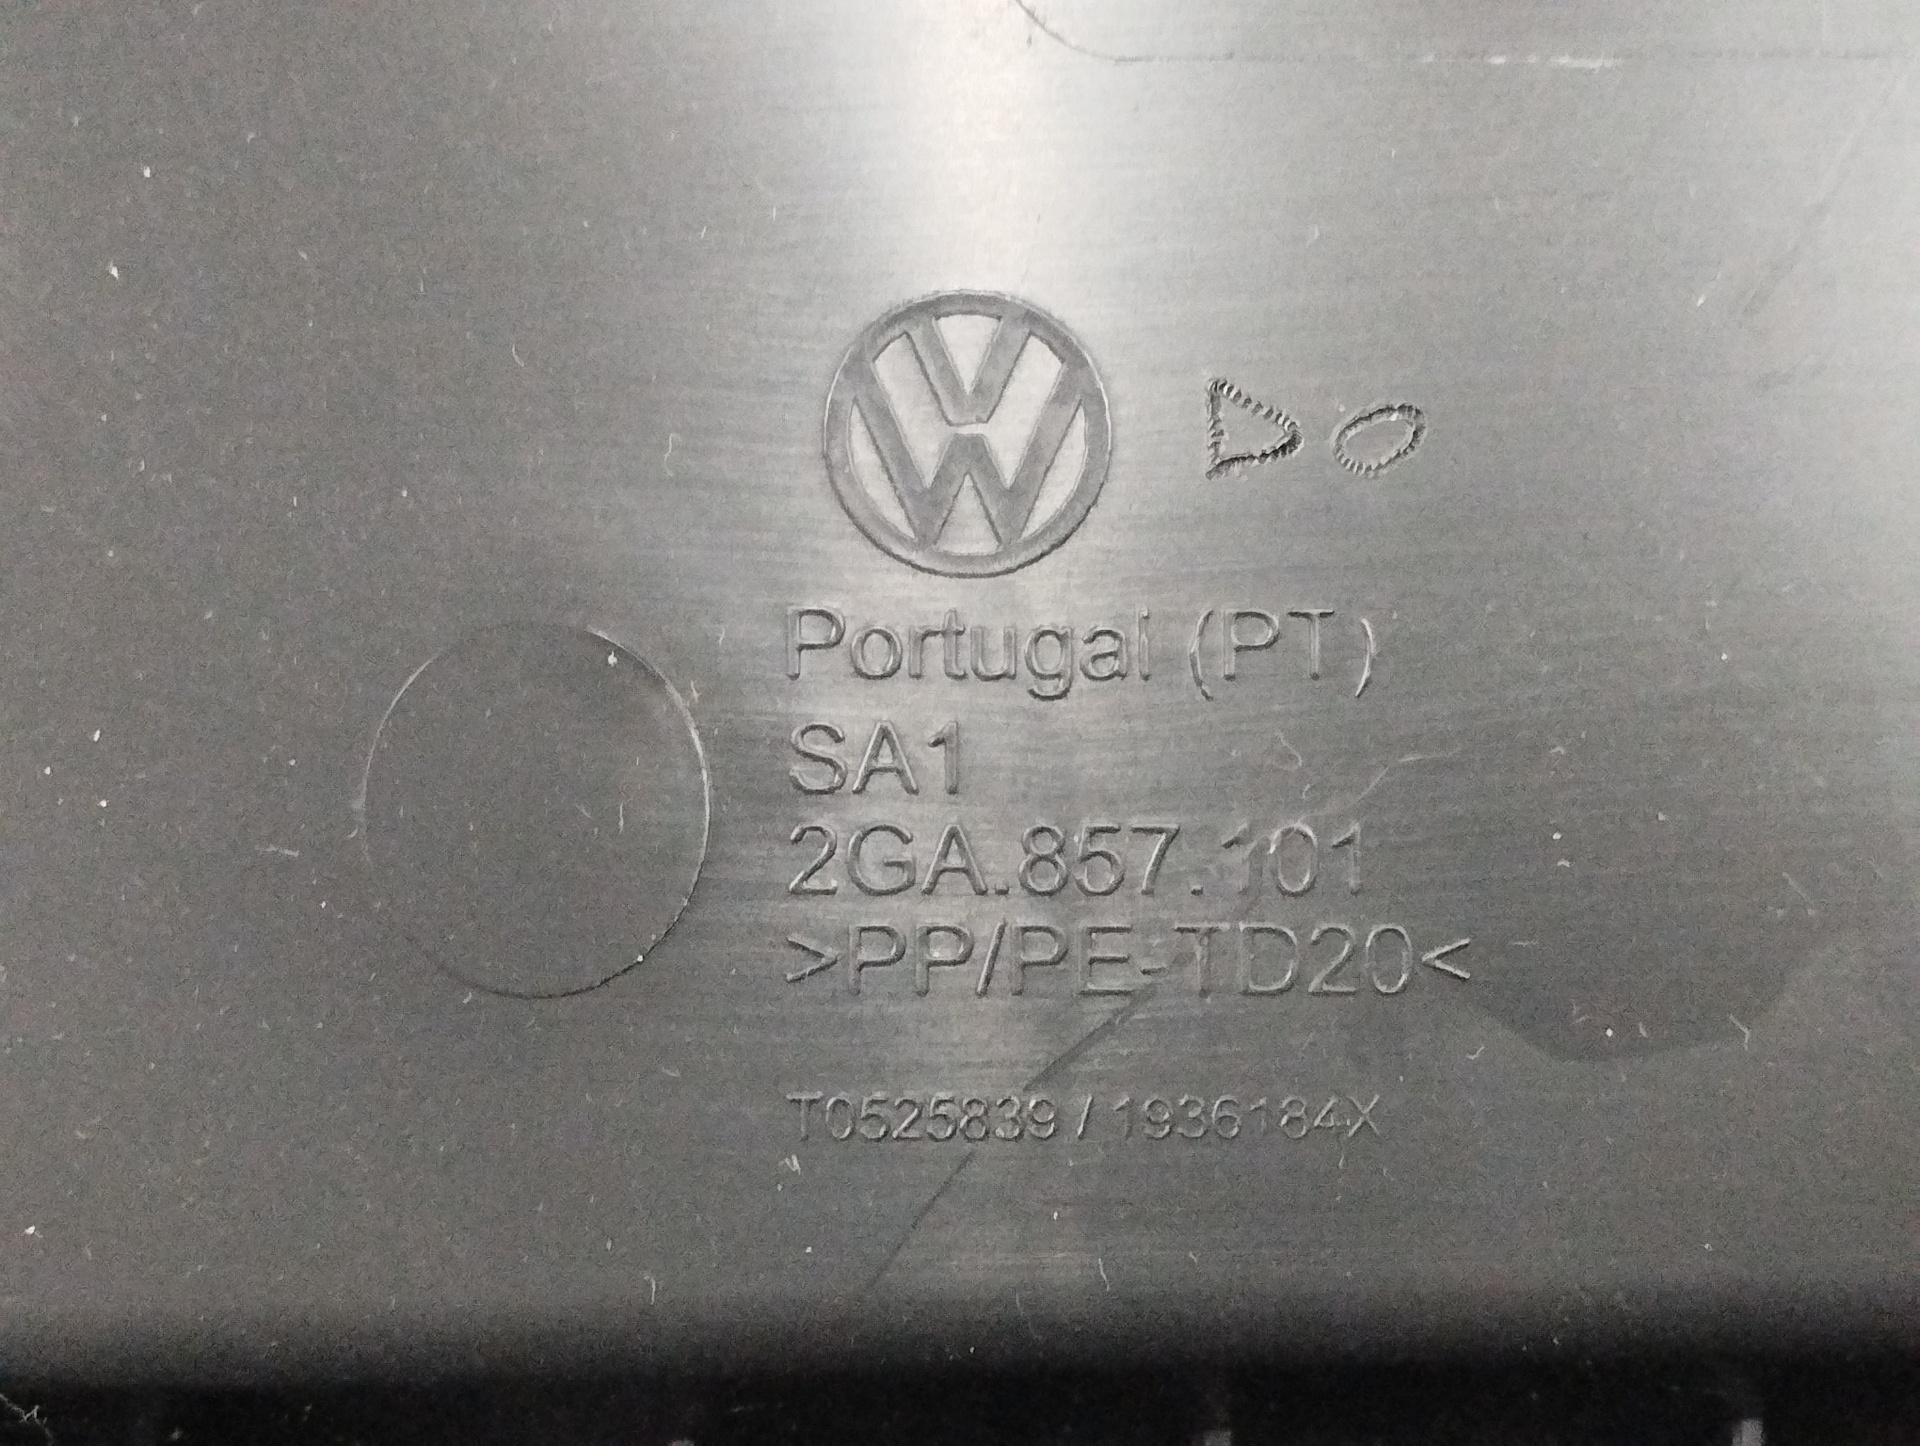 Portugal (PT)
SA1
2GA.857.101
>PP/PE-TD20<
T0525839 / 1936184X